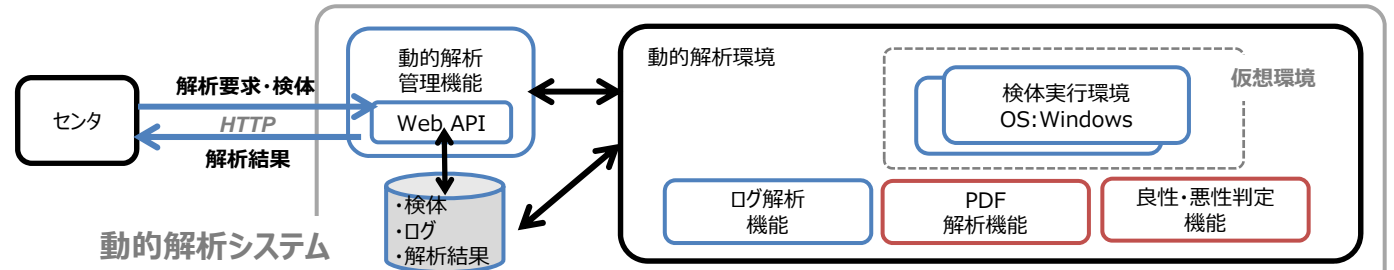 センタ
解析要求・検体
HTTP
解析結果
動的解析
管理機能
Web API
・検体
・ログ
・解析結果
動的解析システム
動的解析環境
仮想環境
検体実行環境
OS:Windows
ログ解析
機能
PDF
解析機能
良性・悪性判定
機能